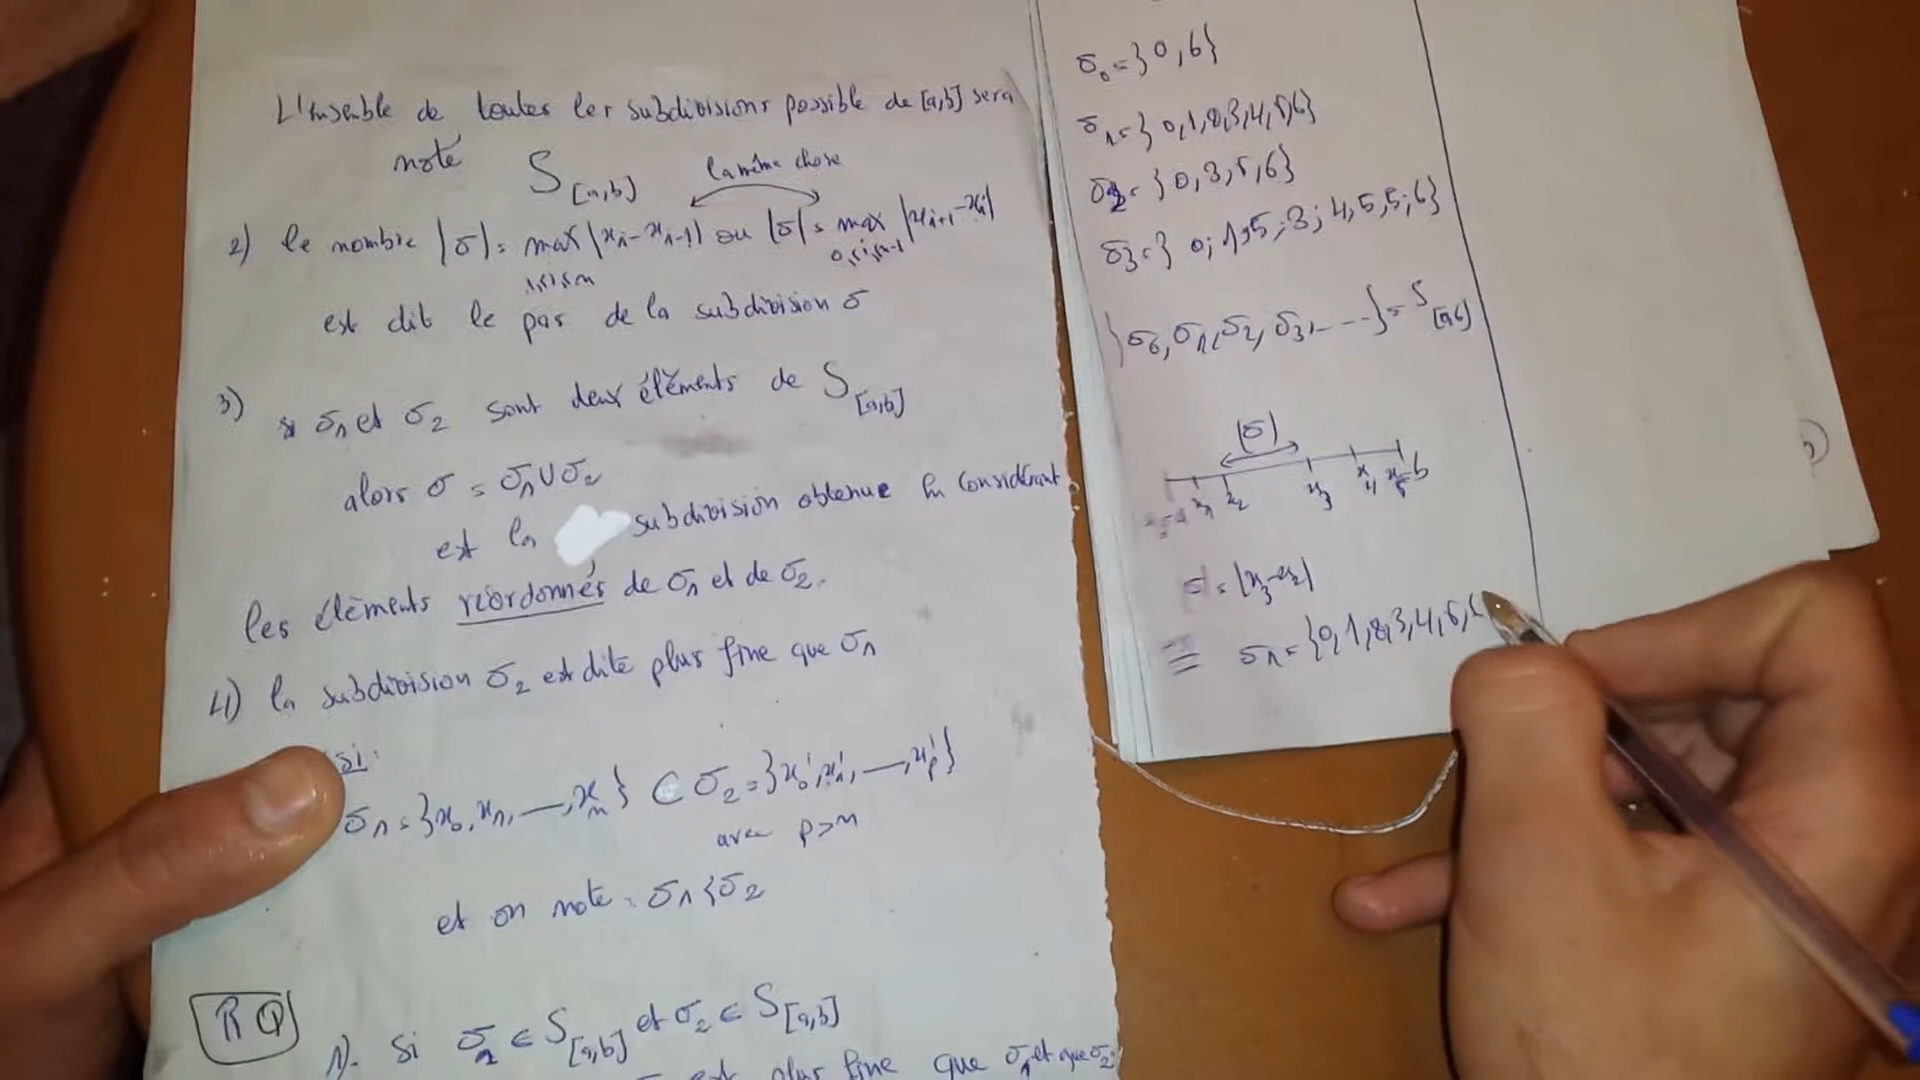 L'ensemble de toutes les subdivisions possible de [a,b] sera
noté S[a,b]
la même chose
2) le nombre |σ| = max |xi - xi-1| ou |σ| = max |xi+1 - xi|
1≤i≤n 0≤i≤n-1
est dit le pas de la subdivision σ
3) si σ1 et σ2 sont deux éléments de S[a,b]
alors σ = σ1 ∪ σ2
est la subdivision obtenue en considérant
les éléments réordonnés de σ1 et de σ2.
4) la subdivision σ2 est dite plus fine que σ1
si:
σ1 = {x0, x1, —, xn} ⊂ σ2 = {x'0, x'1, —, x'p}
avec p>n
et on note: σ1 { σ2
RQ
1). Si σ1 ∈ S[a,b] et σ2 ∈ S[a,b]
est plus fine que σ1 et que σ2
σ0 = {0, 6}
σ1 = {0,1,2,3,4,5,6}
σ2 = {0, 3, 5, 6}
σ3 = {0; 1,5; 3; 4,5,5; 6}
{σ0, σ1, σ2, σ3, ---} = S[0,6]
|σ|
x1 x2 x3 x4 x5=b
σ = |x3-x2|
σ1 = {0,1,2,3,4,5,6